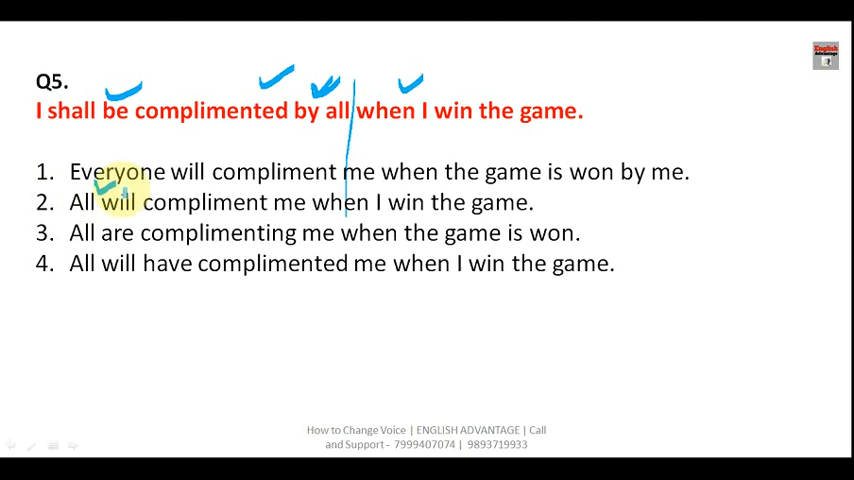 English
Advantage
Q5.
I shall be complimented by all when I win the game.
1. Everyone will compliment me when the game is won by me.
2. All will compliment me when I win the game.
3. All are complimenting me when the game is won.
4. All will have complimented me when I win the game.
How to Change Voice | ENGLISH ADVANTAGE | Call
and Support - 7999407074 | 9893719933